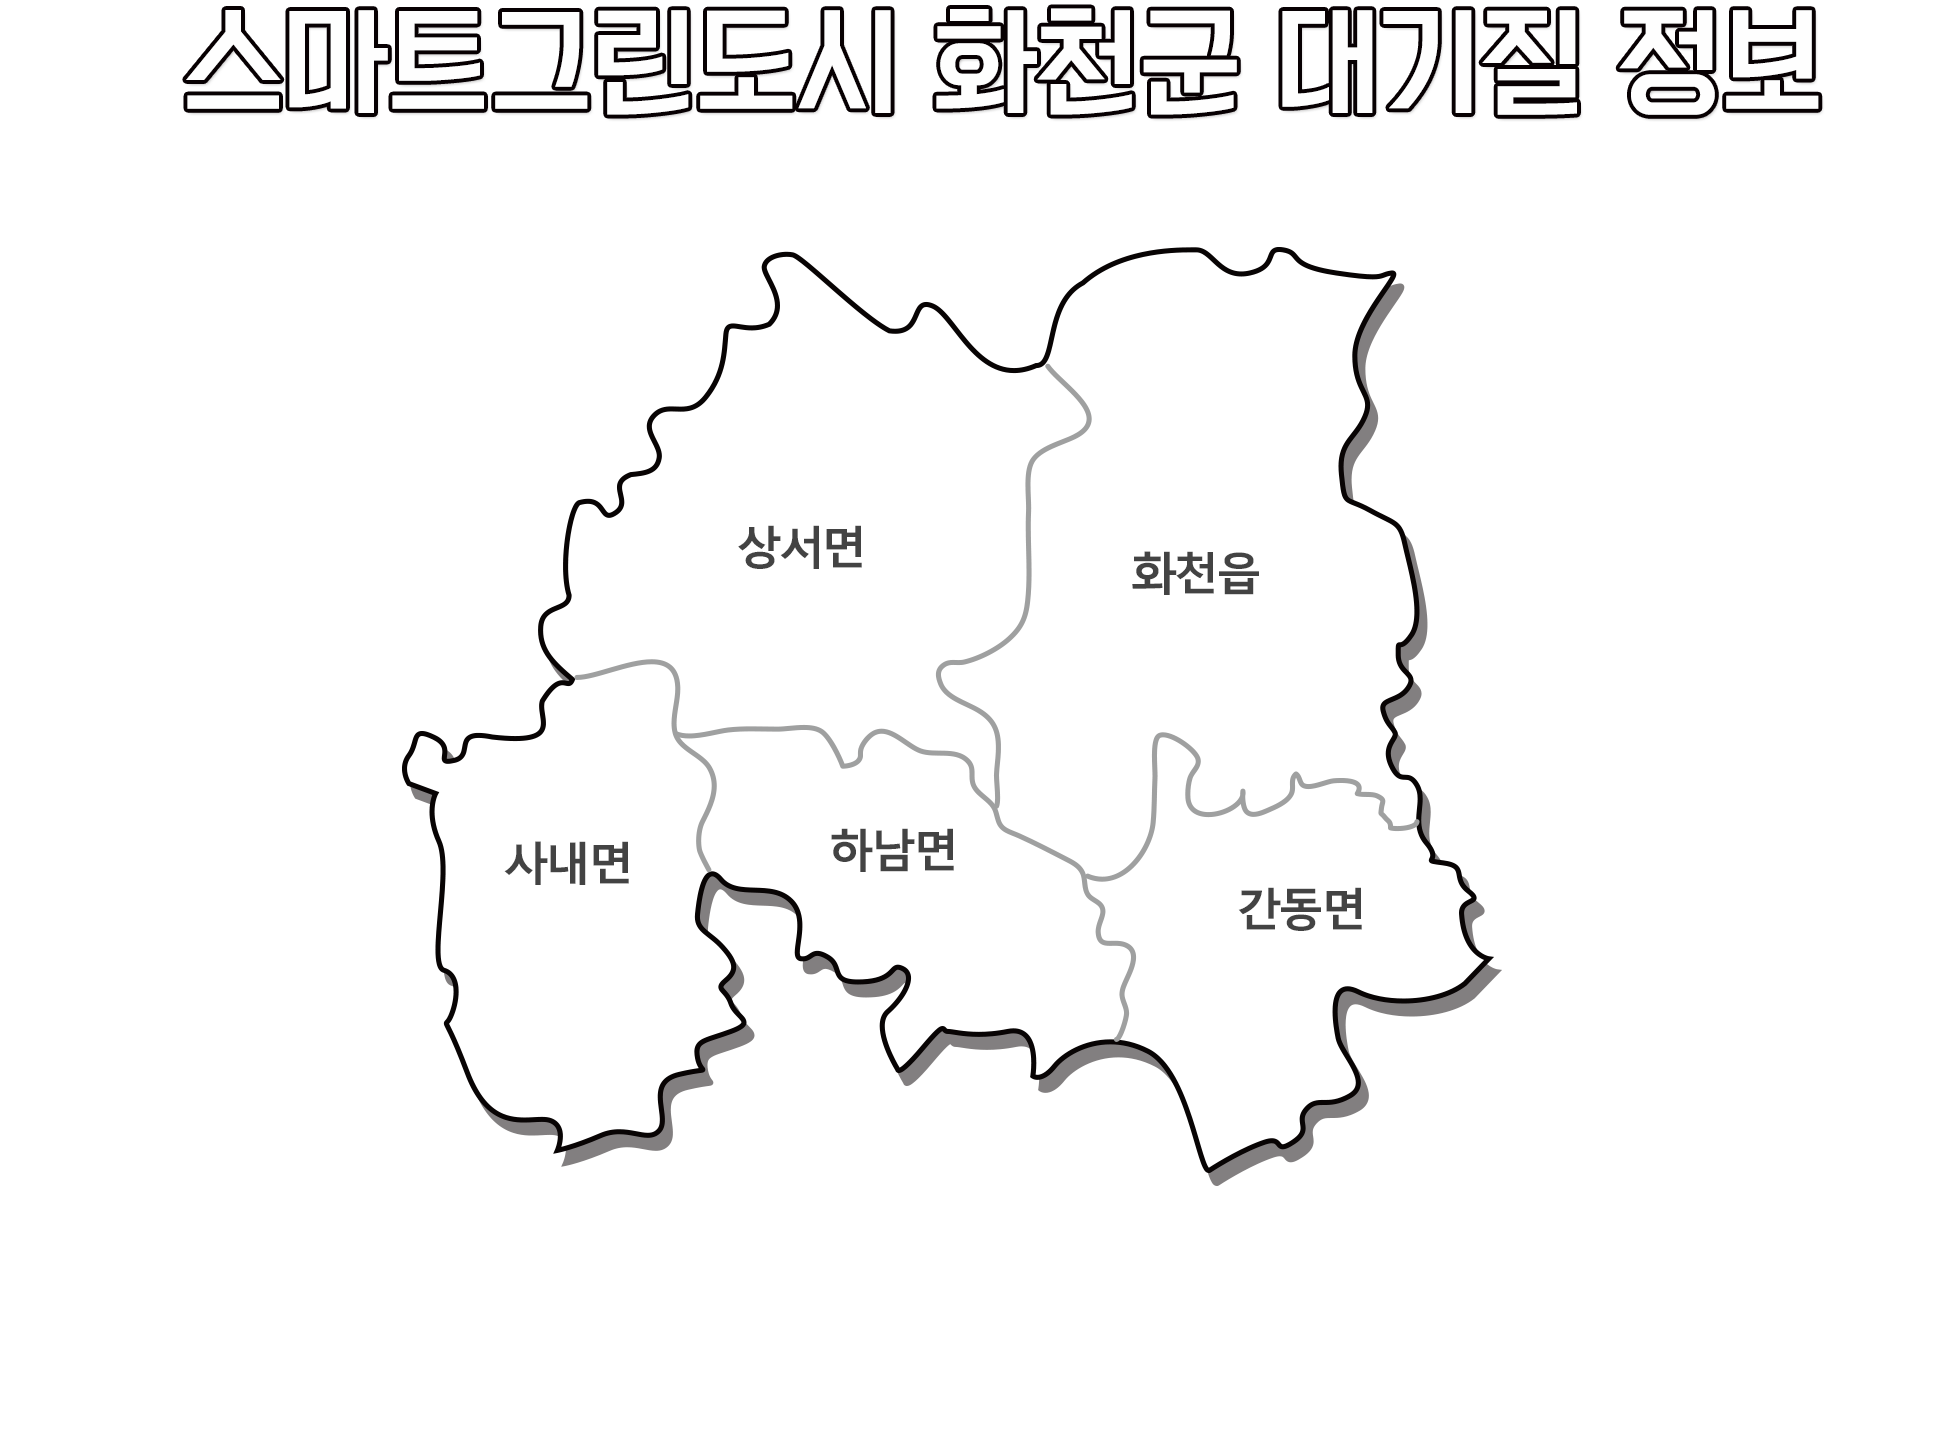 스마트그린도시 화천군 대기질 정보
상서면
화천읍
사내면
하남면
간동면